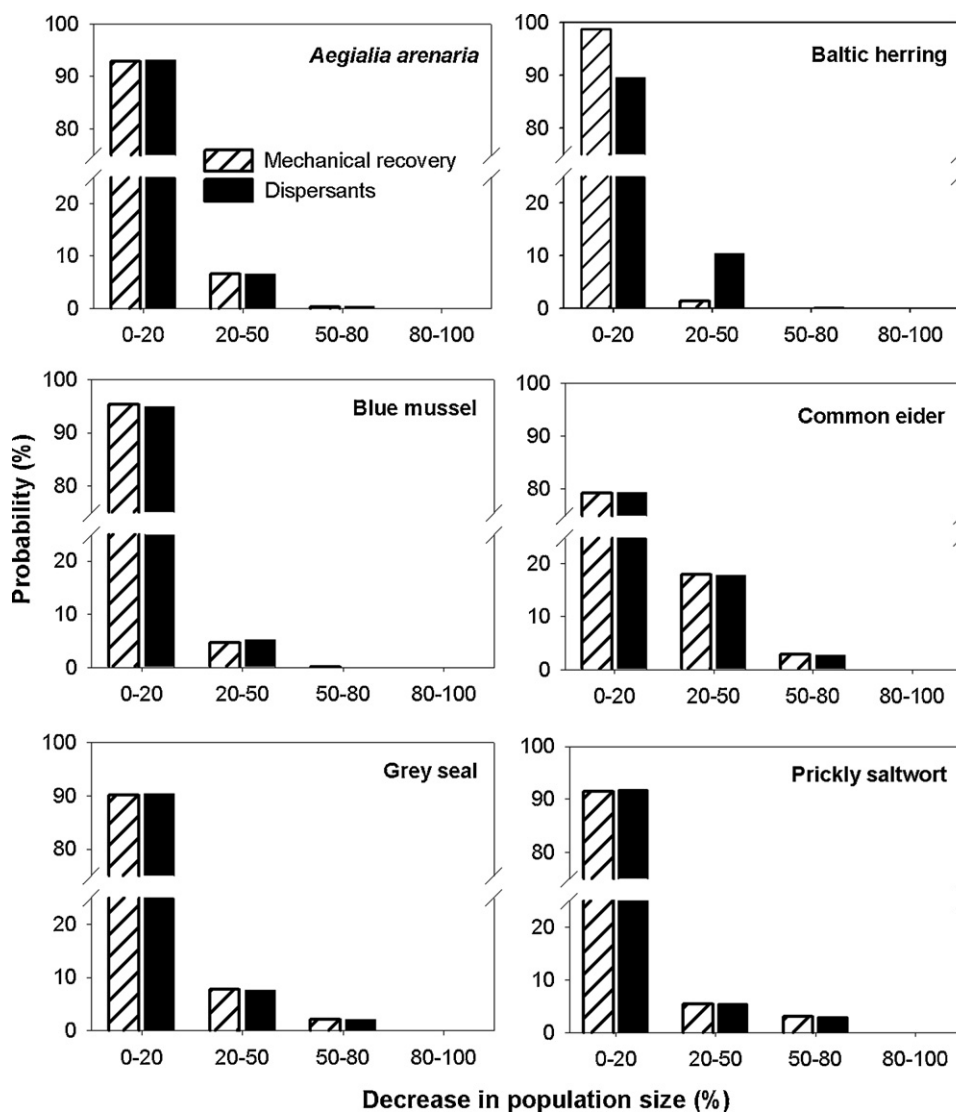 Probability (%)
Aegialia arenaria
100
90
80
20
10
0
Mechanical recovery
Dispersants
0-20 20-50 50-80 80-100
Baltic herring
100
90
80
20
10
0
0-20 20-50 50-80 80-100
Blue mussel
100
90
80
20
10
0
0-20 20-50 50-80 80-100
Common eider
100
90
80
20
10
0
0-20 20-50 50-80 80-100
Grey seal
100
90
80
20
10
0
0-20 20-50 50-80 80-100
Prickly saltwort
100
90
80
20
10
0
0-20 20-50 50-80 80-100
Decrease in population size (%)